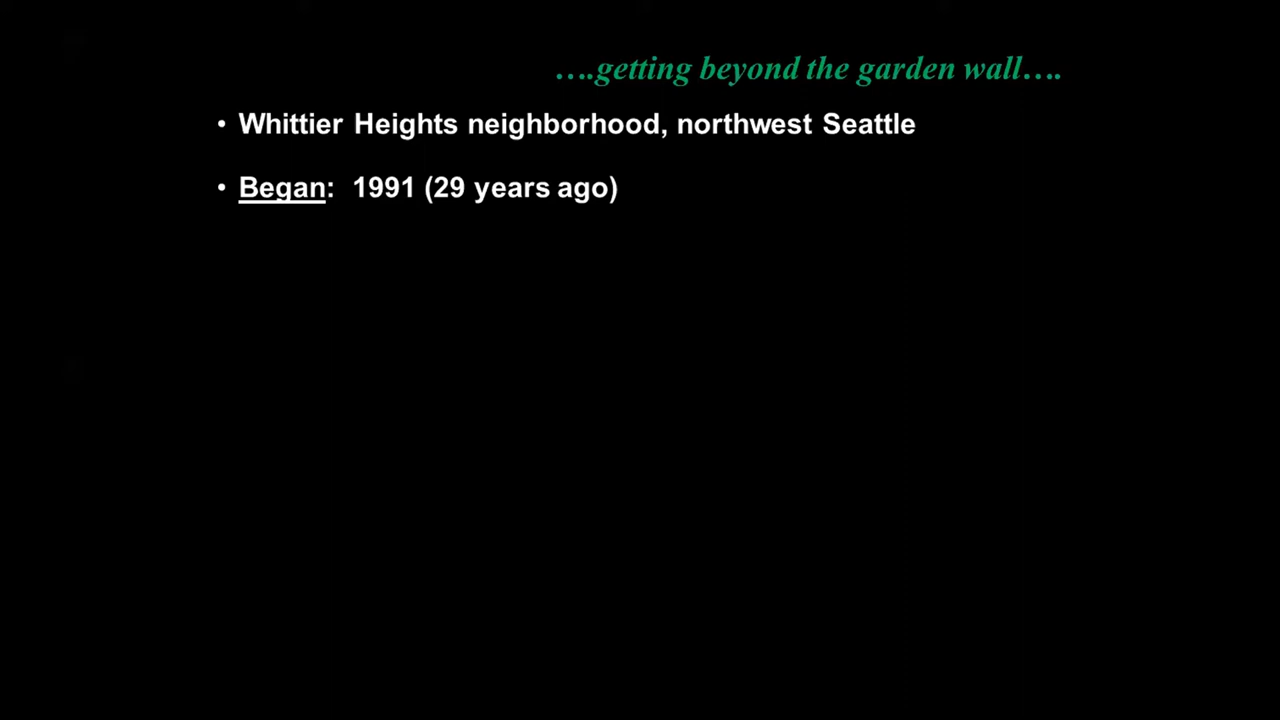 ….getting beyond the garden wall….
• Whittier Heights neighborhood, northwest Seattle
• Began: 1991 (29 years ago)